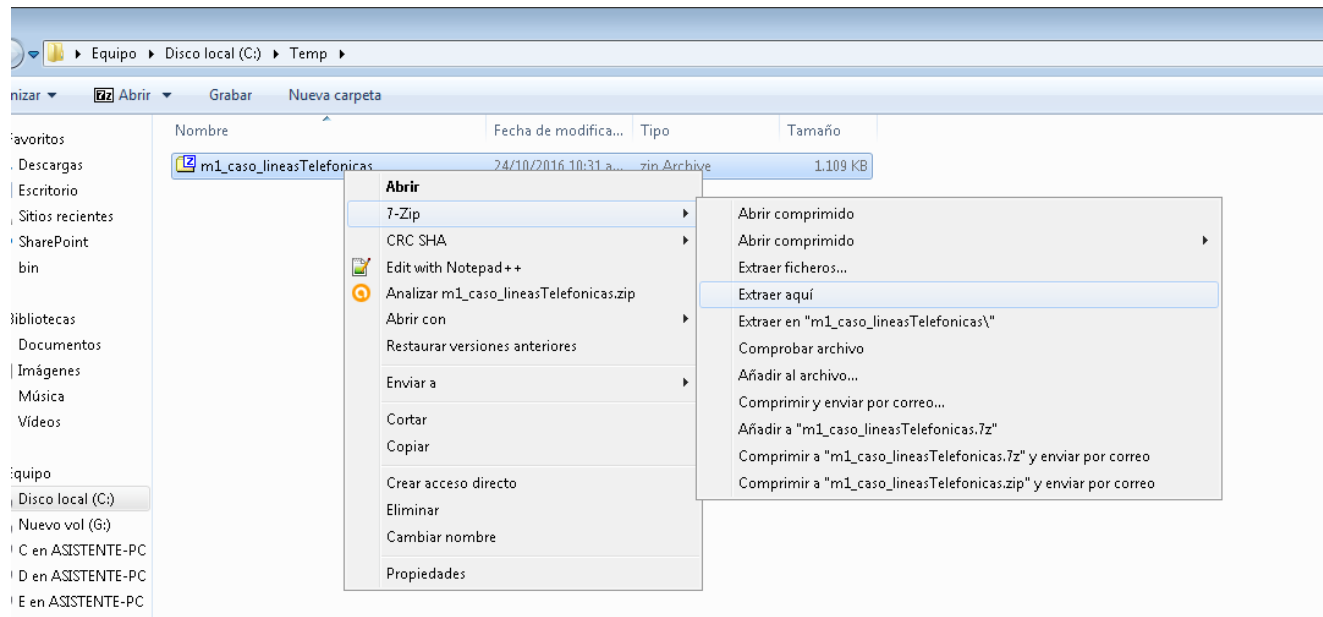 Equipo Disco local (C:) Temp
nizar Abrir Grabar Nueva carpeta
Favoritos
Descargas
Escritorio
Sitios recientes
SharePoint
bin
Bibliotecas
Documentos
Imágenes
Música
Vídeos
Equipo
Disco local (C:)
Nuevo vol (G:)
C en ASISTENTE-PC
D en ASISTENTE-PC
E en ASISTENTE-PC
Nombre Fecha de modifica... Tipo Tamaño
m1_caso_lineasTelefonicas 24/10/2016 10:31 a... zip Archive 1.109 KB
Abrir
7-Zip
CRC SHA
Edit with Notepad++
Analizar m1_caso_lineasTelefonicas.zip
Abrir con
Restaurar versiones anteriores
Enviar a
Cortar
Copiar
Crear acceso directo
Eliminar
Cambiar nombre
Propiedades
Abrir comprimido
Abrir comprimido
Extraer ficheros...
Extraer aquí
Extraer en "m1_caso_lineasTelefonicas\"
Comprobar archivo
Añadir al archivo...
Comprimir y enviar por correo...
Añadir a "m1_caso_lineasTelefonicas.7z"
Comprimir a "m1_caso_lineasTelefonicas.7z" y enviar por correo
Comprimir a "m1_caso_lineasTelefonicas.zip" y enviar por correo